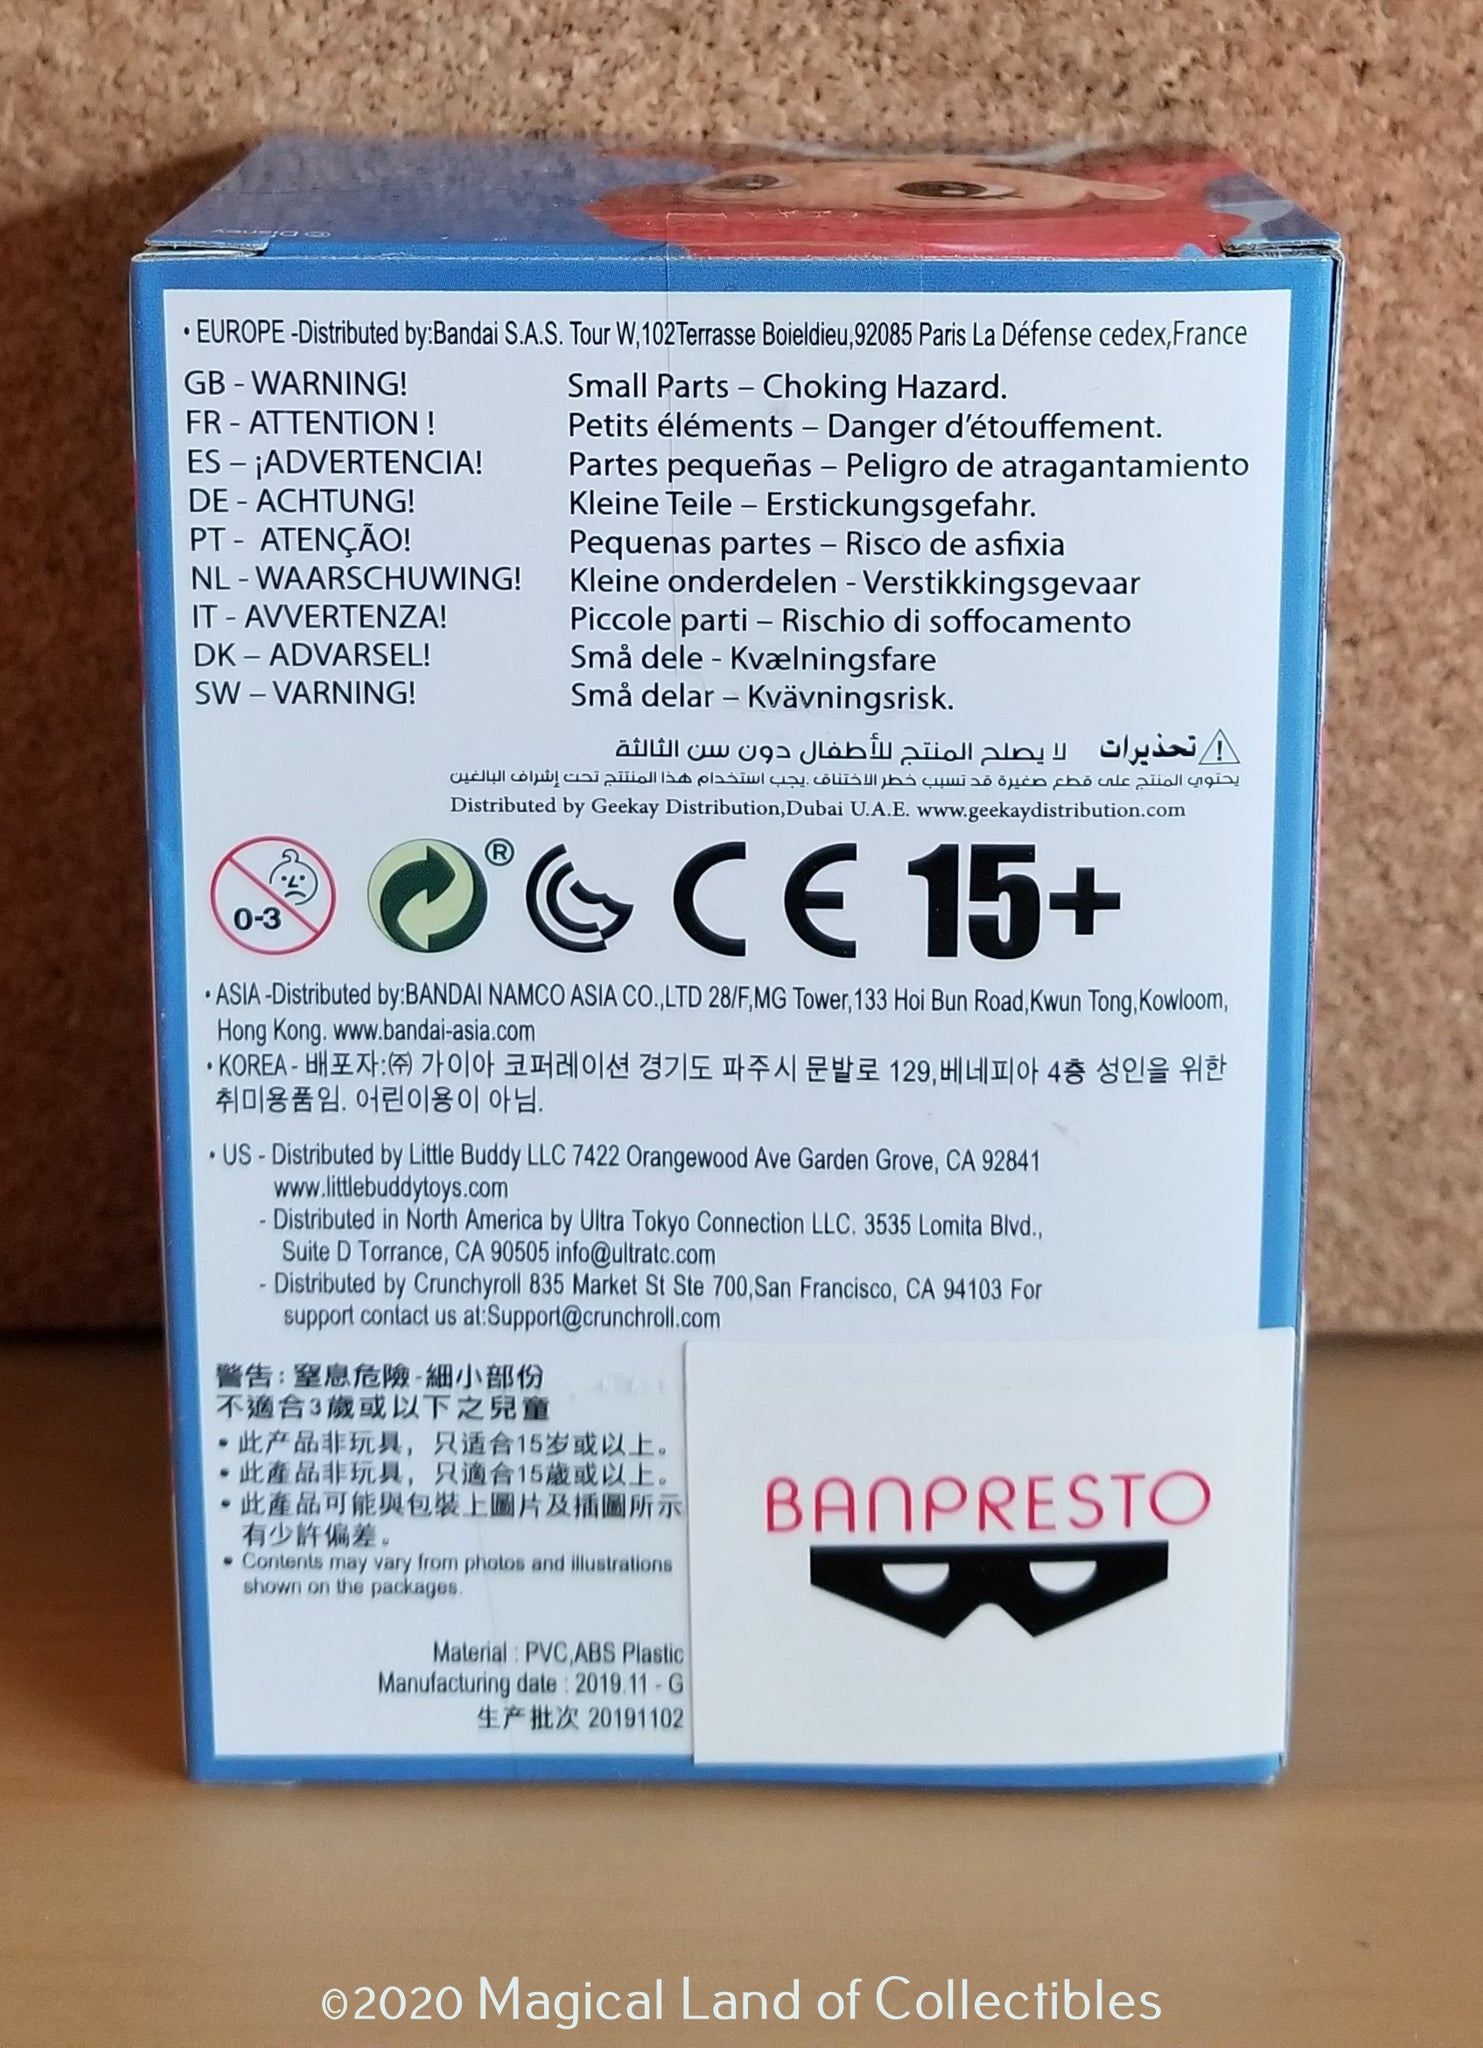 © Disney
• EUROPE -Distributed by:Bandai S.A.S. Tour W,102Terrasse Boieldieu,92085 Paris La Défense cedex,France
GB - WARNING! Small Parts – Choking Hazard.
FR - ATTENTION ! Petits éléments – Danger d'étouffement.
ES – ¡ADVERTENCIA! Partes pequeñas – Peligro de atragantamiento
DE - ACHTUNG! Kleine Teile – Erstickungsgefahr.
PT - ATENÇÃO! Pequenas partes – Risco de asfixia
NL - WAARSCHUWING! Kleine onderdelen - Verstikkingsgevaar
IT - AVVERTENZA! Piccole parti – Rischio di soffocamento
DK – ADVARSEL! Små dele - Kvælningsfare
SW – VARNING! Små delar – Kvävningsrisk.
تحذيرات لا يصلح المنتج للأطفال دون سن الثالثة
يحتوي المنتج على قطع صغيرة قد تسبب خطر الاختناق .يجب استخدام هذا المنتتج تحت إشراف البالغين
Distributed by Geekay Distribution,Dubai U.A.E. www.geekaydistribution.com
0-3 ® CE 15+
• ASIA -Distributed by:BANDAI NAMCO ASIA CO.,LTD 28/F,MG Tower,133 Hoi Bun Road,Kwun Tong,Kowloom,
Hong Kong. www.bandai-asia.com
• KOREA - 배포자:㈜ 가이아 코퍼레이션 경기도 파주시 문발로 129,베네피아 4층 성인을 위한
취미용품임. 어린이용이 아님.
• US - Distributed by Little Buddy LLC 7422 Orangewood Ave Garden Grove, CA 92841
www.littlebuddytoys.com
- Distributed in North America by Ultra Tokyo Connection LLC. 3535 Lomita Blvd.,
Suite D Torrance, CA 90505 info@ultratc.com
- Distributed by Crunchyroll 835 Market St Ste 700,San Francisco, CA 94103 For
support contact us at:Support@crunchroll.com
警告: 窒息危險-細小部份
不適合3歲或以下之兒童
• 此产品非玩具，只适合15岁或以上。
• 此產品非玩具，只適合15歲或以上。
• 此產品可能與包裝上圖片及插圖所示
有少許偏差。
• Contents may vary from photos and illustrations
shown on the packages.
Material : PVC,ABS Plastic
Manufacturing date : 2019.11 - G
生产批次 20191102
BANPRESTO
©2020 Magical Land of Collectibles